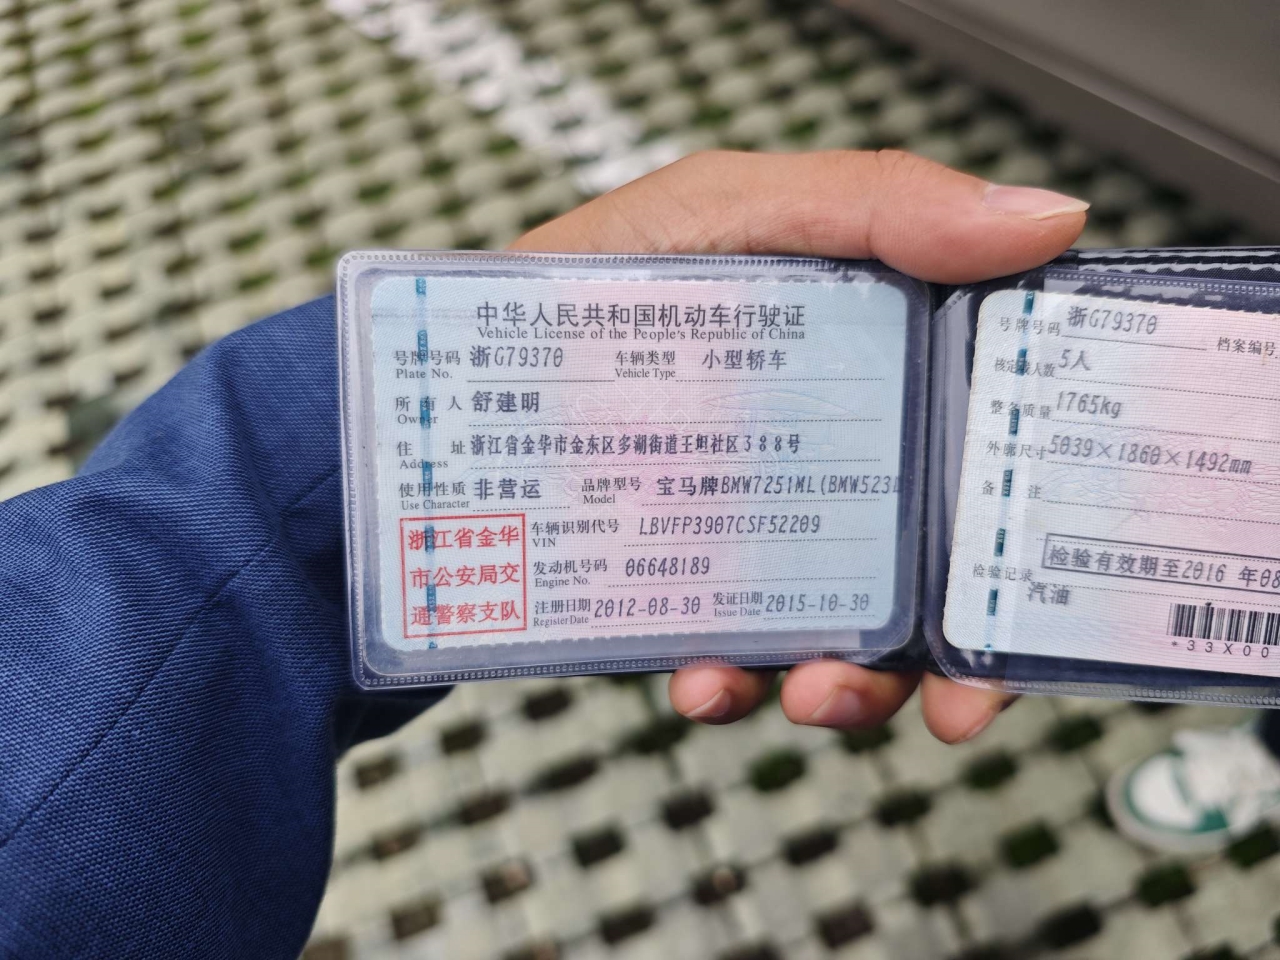 中华人民共和国机动车行驶证
Vehicle License of the People's Republic of China
号牌号码 浙G79370 车辆类型 小型轿车
Plate No. Vehicle Type
所有人 舒建明
Owner
住址 浙江省金华市金东区多湖街道王坦社区388号
Address
使用性质 非营运 品牌型号 宝马牌BMW7251ML(BMW523
Use Character Model
浙江省金华
市公安局交
通警察支队
车辆识别代号 LBVFP3907CSF52209
VIN
发动机号码 06648189
Engine No.
注册日期 2012-08-30 发证日期 2015-10-30
Register Date Issue Date
号牌号码 浙G79370 档案编号
核定载人数 5人
整备质量 1765kg
外廓尺寸 5039×1860×1492mm
备注
检验有效期至2016 年08
检验记录
汽油
*33X00